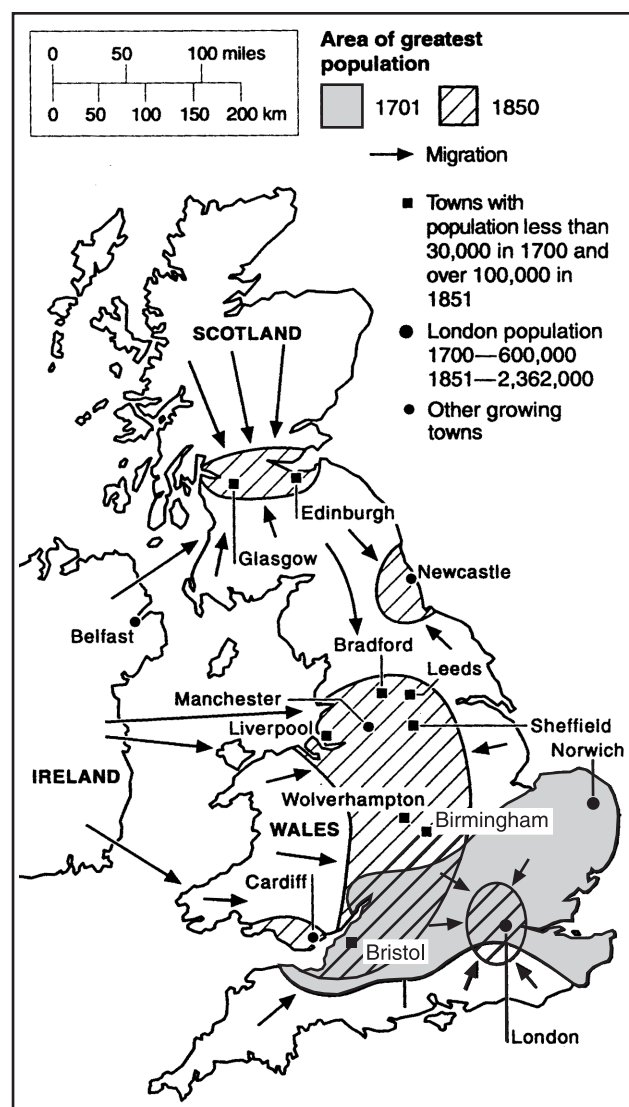 0 50 100 miles
0 50 100 150 200 km
Area of greatest
population
1701 1850
Migration
Towns with
population less than
30,000 in 1700 and
over 100,000 in
1851
London population
1700—600,000
1851—2,362,000
Other growing
towns
SCOTLAND
Edinburgh
Glasgow
Newcastle
Belfast
Bradford
Leeds
Manchester
Liverpool
Sheffield
Norwich
IRELAND
Wolverhampton
Birmingham
WALES
Cardiff
Bristol
London